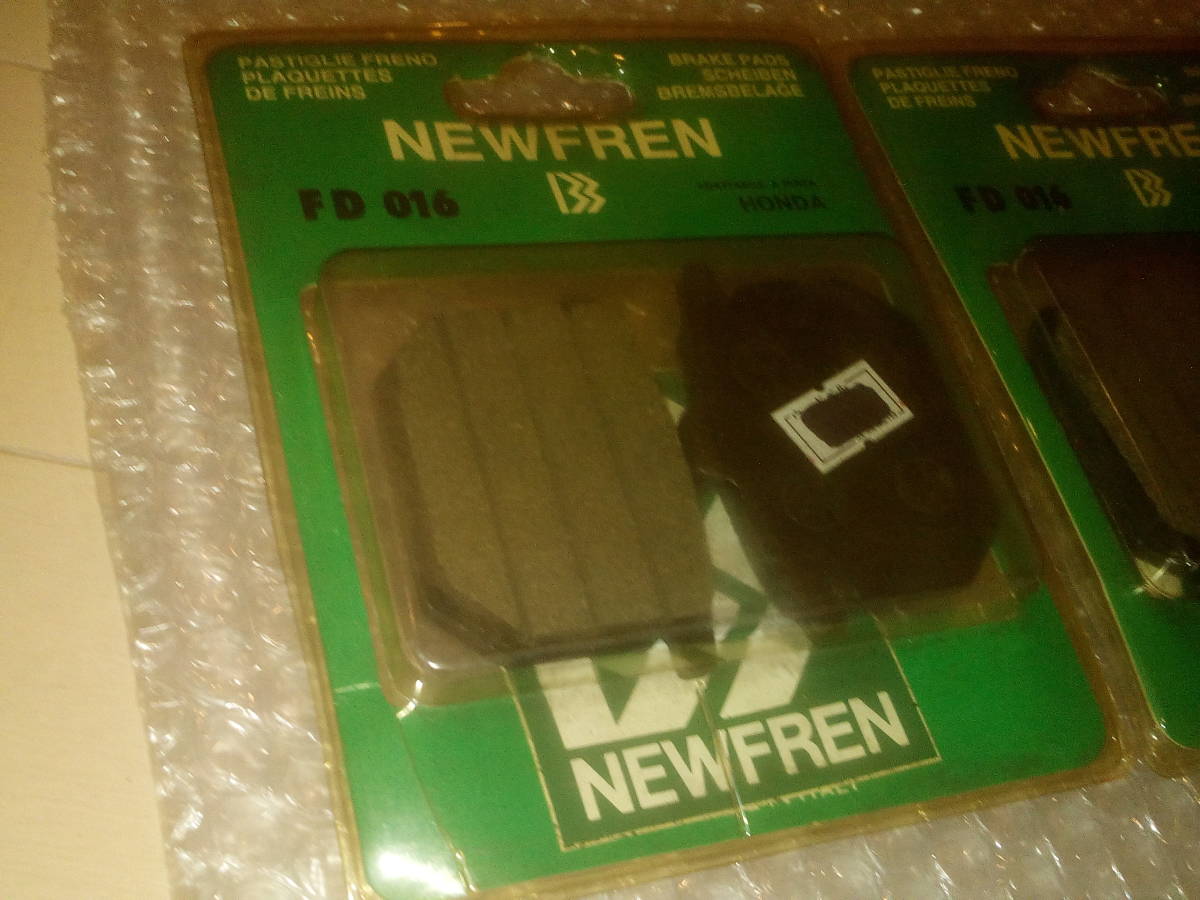 PASTIGLIE FRENO
PLAQUETTES
DE FREINS
BRAKE PADS
SCHEIBEN
BREMSBELAGE
NEWFREN
FD 016
HONDA
NEWFREN
PASTIGLIE FRENO
PLAQUETTES
DE FREINS
NEWFRE
FD 016